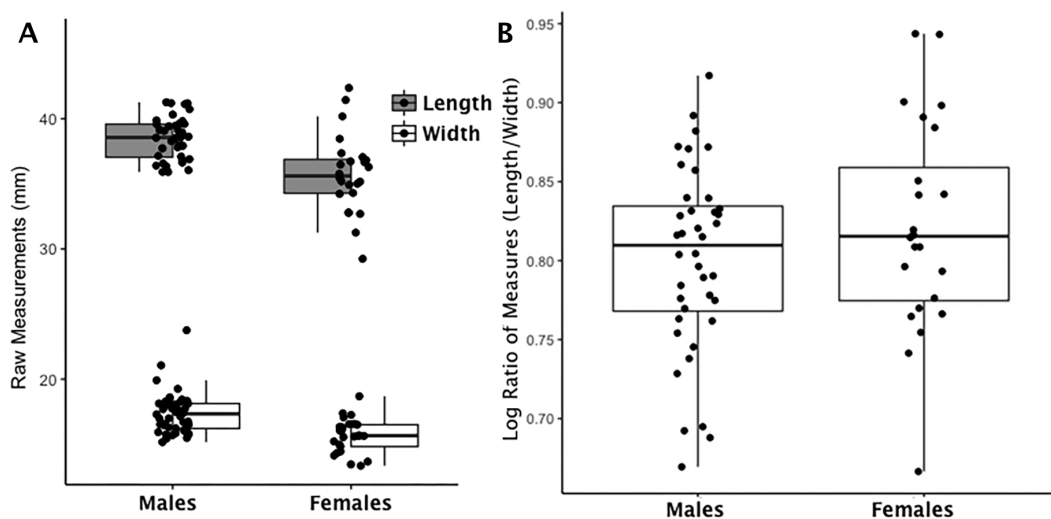 A
Raw Measurements (mm)
40
30
20
Length
Width
Males
Females
B
Log Ratio of Measures (Length/Width)
0.95
0.90
0.85
0.80
0.75
0.70
Males
Females